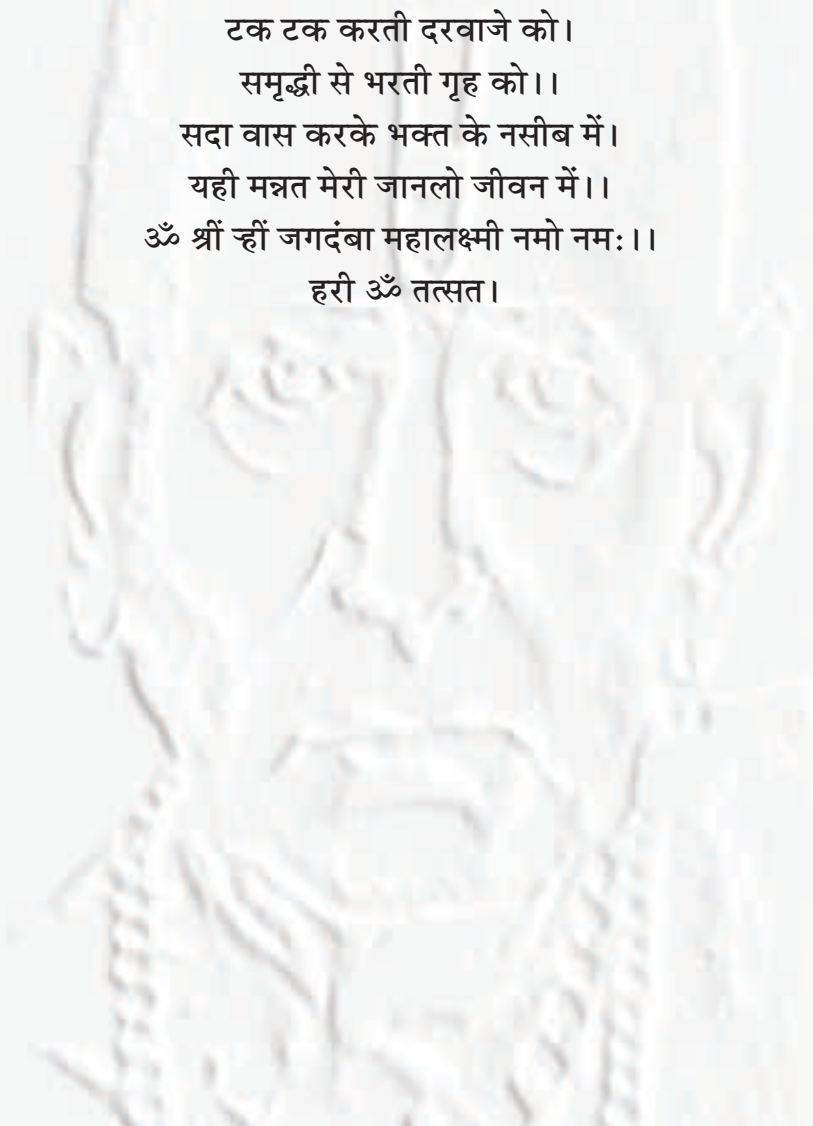 टक टक करती दरवाजे को।
समृद्धी से भरती गृह को।।
सदा वास करके भक्त के नसीब में।
यही मन्नत मेरी जानलो जीवन में।।
ॐ श्रीं ऱ्हीं जगदंबा महालक्ष्मी नमो नमः।।
हरी ॐ तत्सत।